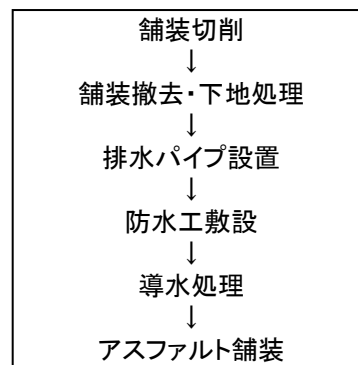 舗装切削
↓
舗装撤去・下地処理
↓
排水パイプ設置
↓
防水工敷設
↓
導水処理
↓
アスファルト舗装